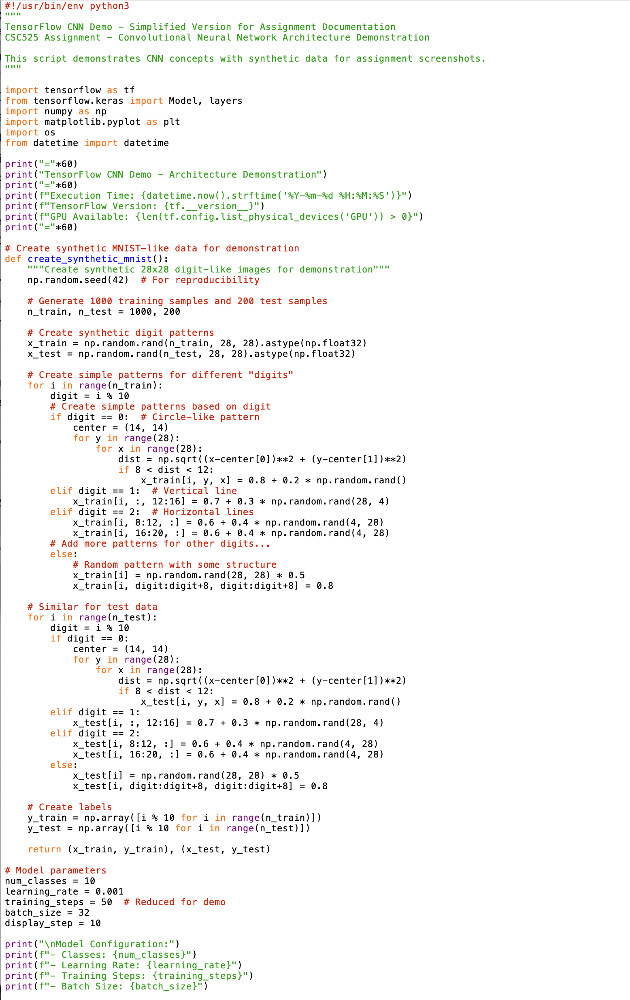 #!/usr/bin/env python3
"""
TensorFlow CNN Demo – Simplified Version for Assignment Documentation
CSC525 Assignment – Convolutional Neural Network Architecture Demonstration

This script demonstrates CNN concepts with synthetic data for assignment screenshots.
"""

import tensorflow as tf
from tensorflow.keras import Model, layers
import numpy as np
import matplotlib.pyplot as plt
import os
from datetime import datetime

print("="*60)
print("TensorFlow CNN Demo – Architecture Demonstration")
print("="*60)
print(f"Execution Time: {datetime.now().strftime('%Y-%m-%d %H:%M:%S')}")
print(f"TensorFlow Version: {tf.__version__}")
print(f"GPU Available: {len(tf.config.list_physical_devices('GPU')) > 0}")
print("="*60)

# Create synthetic MNIST-like data for demonstration
def create_synthetic_mnist():
    """Create synthetic 28x28 digit-like images for demonstration"""
    np.random.seed(42)  # For reproducibility

    # Generate 1000 training samples and 200 test samples
    n_train, n_test = 1000, 200

    # Create synthetic digit patterns
    x_train = np.random.rand(n_train, 28, 28).astype(np.float32)
    x_test = np.random.rand(n_test, 28, 28).astype(np.float32)

    # Create simple patterns for different "digits"
    for i in range(n_train):
        digit = i % 10
        # Create simple patterns based on digit
        if digit == 0:  # Circle-like pattern
            center = (14, 14)
            for y in range(28):
                for x in range(28):
                    dist = np.sqrt((x-center[0])**2 + (y-center[1])**2)
                    if 8 < dist < 12:
                        x_train[i, y, x] = 0.8 + 0.2 * np.random.rand()
        elif digit == 1:  # Vertical line
            x_train[i, :, 12:16] = 0.7 + 0.3 * np.random.rand(28, 4)
        elif digit == 2:  # Horizontal lines
            x_train[i, 8:12, :] = 0.6 + 0.4 * np.random.rand(4, 28)
            x_train[i, 16:20, :] = 0.6 + 0.4 * np.random.rand(4, 28)
        # Add more patterns for other digits...
        else:
            # Random pattern with some structure
            x_train[i] = np.random.rand(28, 28) * 0.5
            x_train[i, digit:digit+8, digit:digit+8] = 0.8

    # Similar for test data
    for i in range(n_test):
        digit = i % 10
        if digit == 0:
            center = (14, 14)
            for y in range(28):
                for x in range(28):
                    dist = np.sqrt((x-center[0])**2 + (y-center[1])**2)
                    if 8 < dist < 12:
                        x_test[i, y, x] = 0.8 + 0.2 * np.random.rand()
        elif digit == 1:
            x_test[i, :, 12:16] = 0.7 + 0.3 * np.random.rand(28, 4)
        elif digit == 2:
            x_test[i, 8:12, :] = 0.6 + 0.4 * np.random.rand(4, 28)
            x_test[i, 16:20, :] = 0.6 + 0.4 * np.random.rand(4, 28)
        else:
            x_test[i] = np.random.rand(28, 28) * 0.5
            x_test[i, digit:digit+8, digit:digit+8] = 0.8

    # Create labels
    y_train = np.array([i % 10 for i in range(n_train)])
    y_test = np.array([i % 10 for i in range(n_test)])

    return (x_train, y_train), (x_test, y_test)

# Model parameters
num_classes = 10
learning_rate = 0.001
training_steps = 50  # Reduced for demo
batch_size = 32
display_step = 10

print("\nModel Configuration:")
print(f"- Classes: {num_classes}")
print(f"- Learning Rate: {learning_rate}")
print(f"- Training Steps: {training_steps}")
print(f"- Batch Size: {batch_size}")